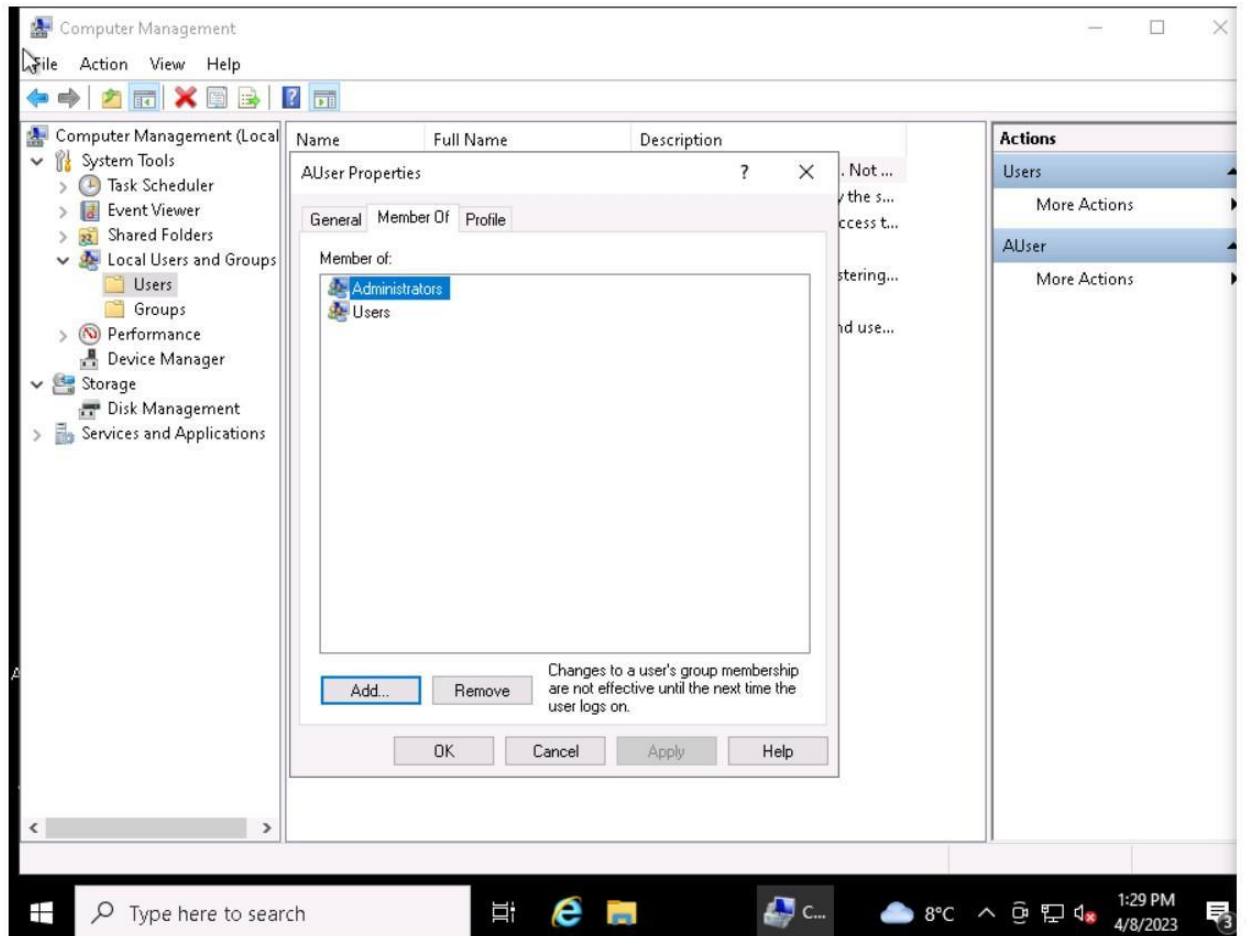 Computer Management
File Action View Help
Computer Management (Local
System Tools
Task Scheduler
Event Viewer
Shared Folders
Local Users and Groups
Users
Groups
Performance
Device Manager
Storage
Disk Management
Services and Applications
Name Full Name Description
. Not ...
y the s...
ccess t...
stering...
nd use...
AUser Properties ? ×
General Member Of Profile
Member of:
Administrators
Users
Add... Remove
Changes to a user's group membership
are not effective until the next time the
user logs on.
OK Cancel Apply Help
Actions
Users
More Actions
AUser
More Actions
Type here to search
C...
8°C
1:29 PM
4/8/2023
3